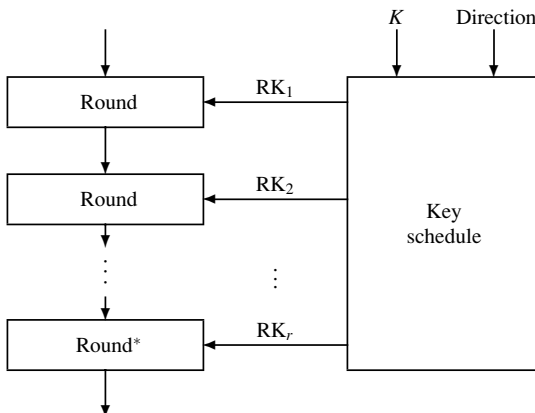 K Direction
Round RK₁
Round RK₂
Key
schedule
⋮ ⋮
Round* RKᵣ